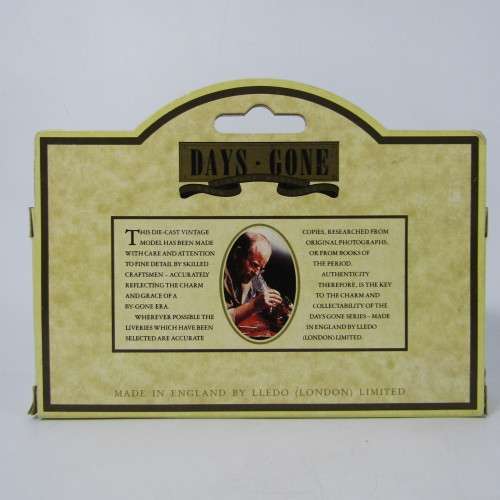 DAYS · GONE
THIS DIE-CAST VINTAGE
MODEL HAS BEEN MADE
WITH CARE AND ATTENTION
TO FINE DETAIL BY SKILLED
CRAFTSMEN – ACCURATELY
REFLECTING THE CHARM
AND GRACE OF A
BY-GONE ERA.
WHEREVER POSSIBLE THE
LIVERIES WHICH HAVE BEEN
SELECTED ARE ACCURATE
COPIES, RESEARCHED FROM
ORIGINAL PHOTOGRAPHS,
OR FROM BOOKS OF
THE PERIOD.
AUTHENTICITY
THEREFORE, IS THE KEY
TO THE CHARM AND
COLLECTABILITY OF THE
DAYS GONE SERIES – MADE
IN ENGLAND BY LLEDO
(LONDON) LIMITED.
MADE IN ENGLAND BY LLEDO (LONDON) LIMITED